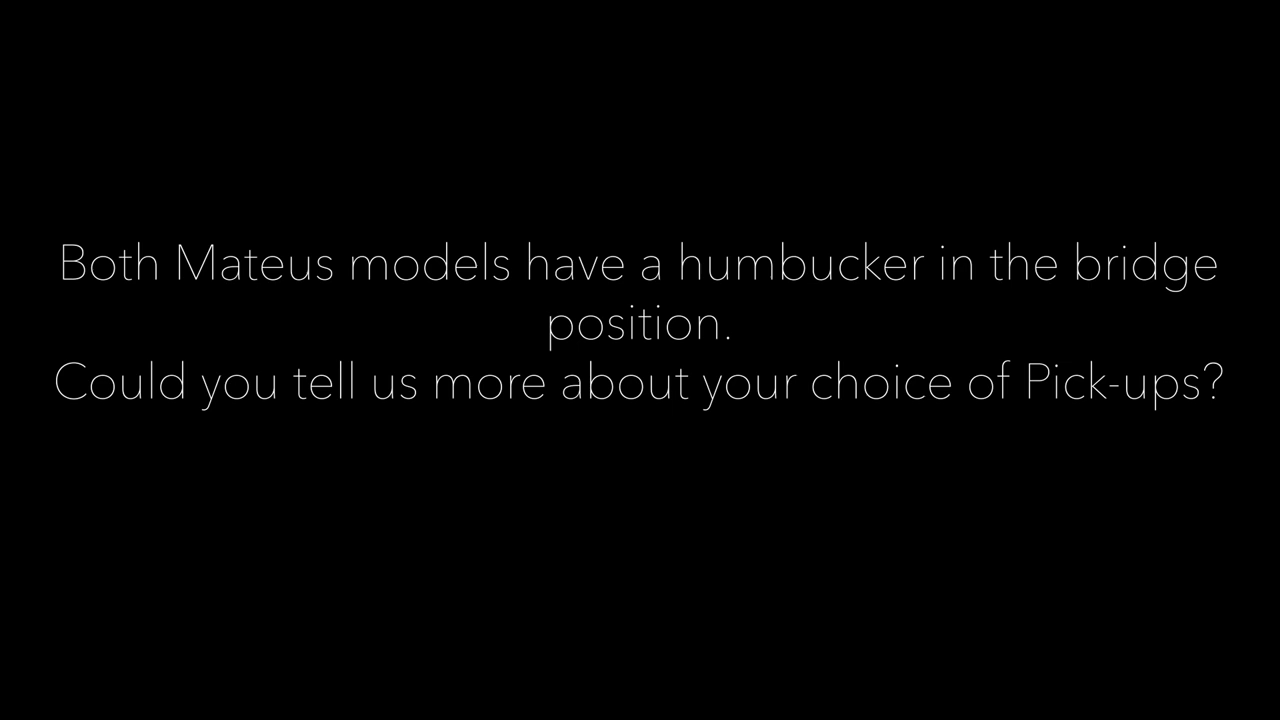 Both Mateus models have a humbucker in the bridge
position.
Could you tell us more about your choice of Pick-ups?